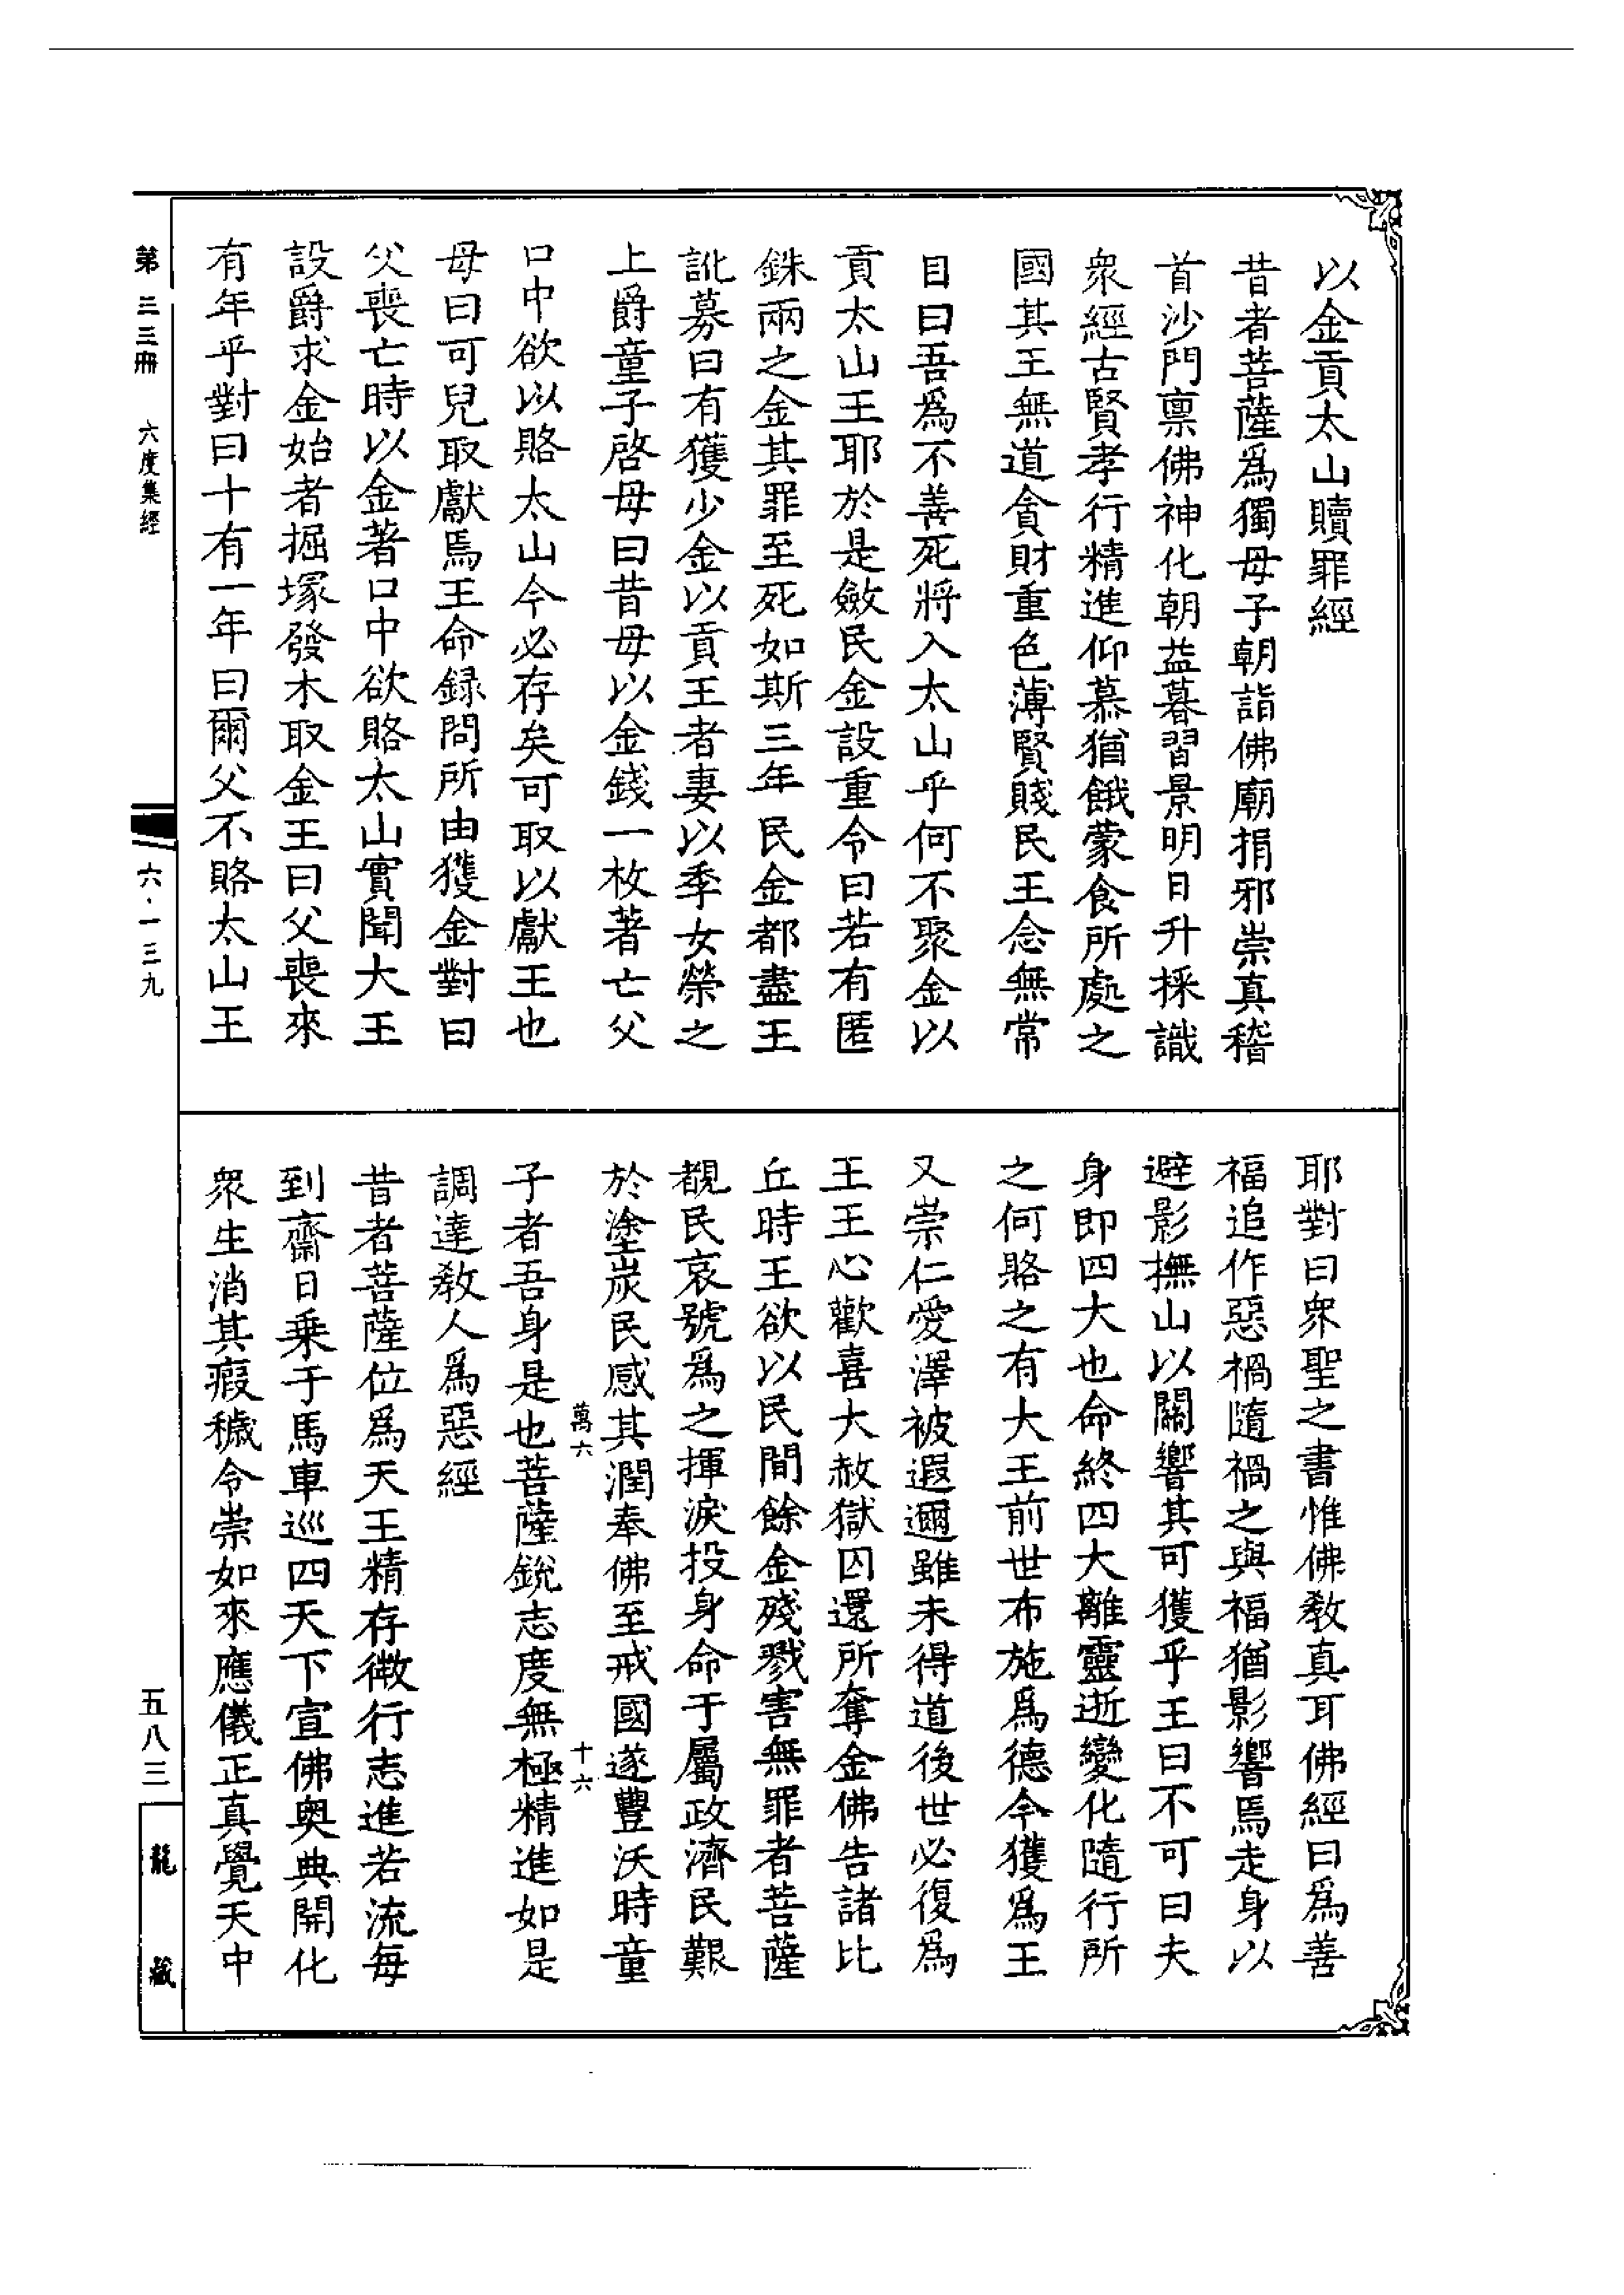 以金貢太山贖罪經
昔者菩薩爲獨母子朝詣佛廟捐邪崇真稽
首沙門稟佛神化朝益暮習景明日升採識
衆經古賢孝行精進仰慕猶餓蒙食所處之
國其王無道貪財重色薄賢賤民王念無常
目曰吾爲不善死將入太山乎何不聚金以
貢太山王耶於是斂民金設重令曰若有匿
銖兩之金其罪至死如斯三年民金都盡王
訛募曰有獲少金以貢王者妻以季女榮之
上爵童子啓母曰昔母以金錢一枚著亡父
口中欲以賂太山今必存矣可取以獻王也
母曰可兒取獻焉王命録問所由獲金對曰
父喪亡時以金著口中欲賂太山實聞大王
設爵求金始者掘塚發木取金王曰父喪來
有年乎對曰十有一年曰爾父不賂太山王
耶對曰衆聖之書惟佛教真耳佛經曰爲善
福追作惡禍隨禍之與福猶影響焉走身以
避影撫山以關響其可獲乎王曰不可曰夫
身即四大也命終四大離靈逝變化隨行所
之何賂之有大王前世布施爲德今獲爲王
又崇仁愛澤被遐邇雖未得道後世必復爲
王王心歡喜大赦獄囚還所奪金佛告諸比
丘時王欲以民間餘金殘戮害無罪者菩薩
覩民哀號爲之揮淚投身命于厲政濟民艱
於塗炭民感其潤奉佛至戒國遂豐沃時童
萬六 十六
子者吾身是也菩薩銳志度無極精進如是
調達教人爲惡經
昔者菩薩位爲天王精存微行志進若流每
到齋日乗于馬車巡四天下宣佛奥典開化
衆生消其瑕穢令崇如來應儀正真覺天中
第三三冊 六度集經 六·一三九 五八三 龍藏